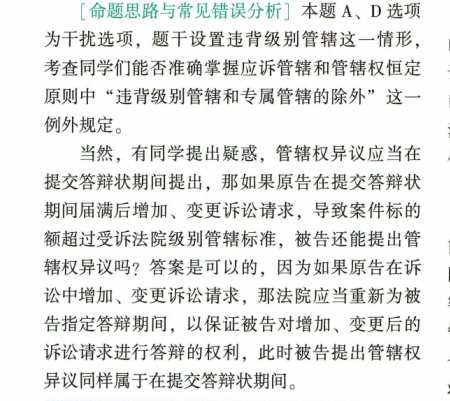 ［命题思路与常见错误分析］本题 A、D 选项
为干扰选项，题干设置违背级别管辖这一情形，
考查同学们能否准确掌握应诉管辖和管辖权恒定
原则中“违背级别管辖和专属管辖的除外”这一
例外规定。
当然，有同学提出疑惑，管辖权异议应当在
提交答辩状期间提出，那如果原告在提交答辩状
期间届满后增加、变更诉讼请求，导致案件标的
额超过受诉法院级别管辖标准，被告还能提出管
辖权异议吗？答案是可以的，因为如果原告在诉
讼中增加、变更诉讼请求，那法院应当重新为被
告指定答辩期间，以保证被告对增加、变更后的
诉讼请求进行答辩的权利，此时被告提出管辖权
异议同样属于在提交答辩状期间。